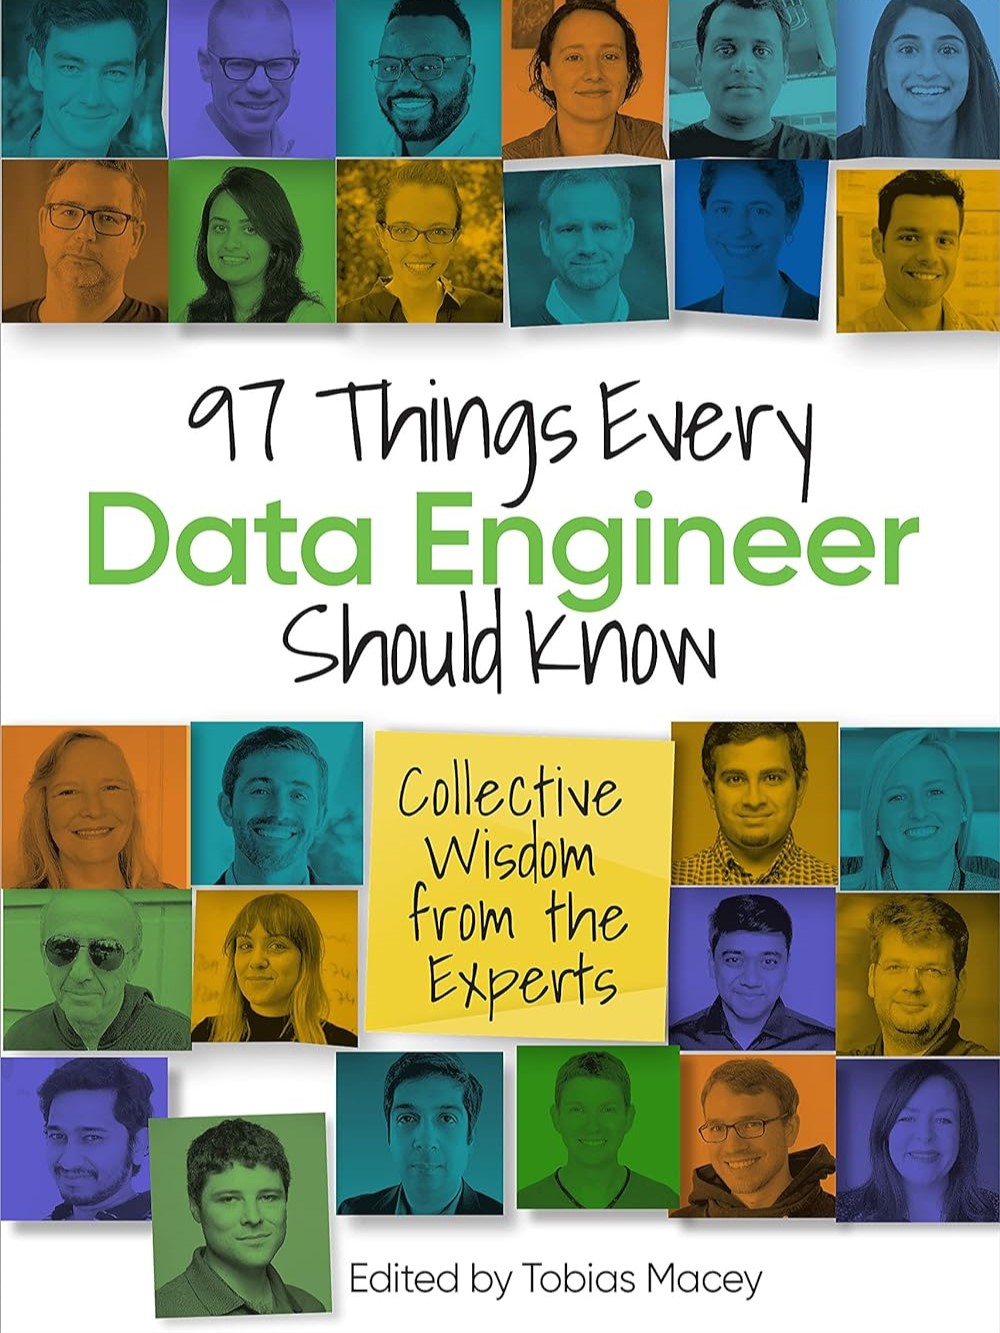 97 Things Every
Data Engineer
Should Know
Collective
Wisdom
from the
Experts
Edited by Tobias Macey